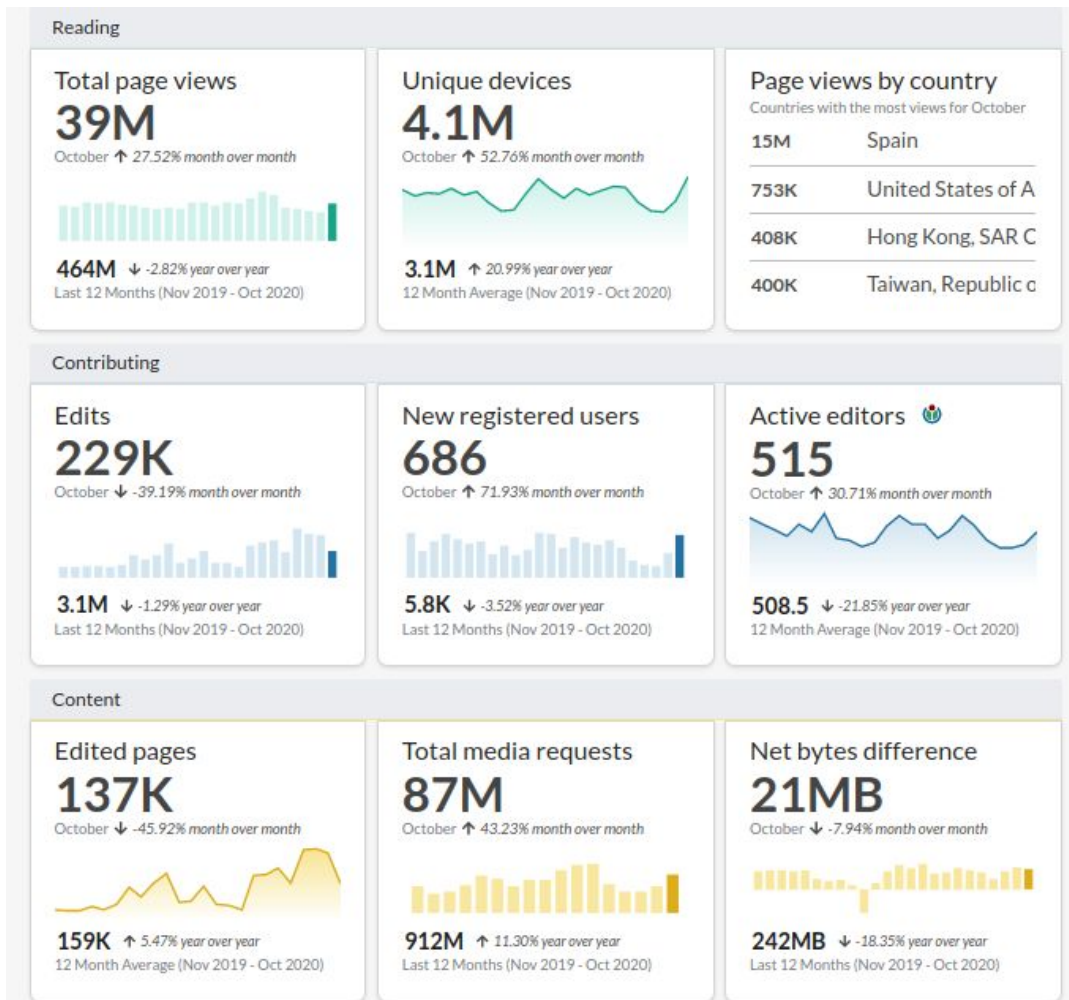 Reading
Total page views
39M
October ↑ 27.52% month over month
464M ↓ -2.82% year over year
Last 12 Months (Nov 2019 - Oct 2020)
Unique devices
4.1M
October ↑ 52.76% month over month
3.1M ↑ 20.99% year over year
12 Month Average (Nov 2019 - Oct 2020)
Page views by country
Countries with the most views for October
15M Spain
753K United States of A
408K Hong Kong, SAR C
400K Taiwan, Republic o
Contributing
Edits
229K
October ↓ -39.19% month over month
3.1M ↓ -1.29% year over year
Last 12 Months (Nov 2019 - Oct 2020)
New registered users
686
October ↑ 71.93% month over month
5.8K ↓ -3.52% year over year
Last 12 Months (Nov 2019 - Oct 2020)
Active editors
515
October ↑ 30.71% month over month
508.5 ↓ -21.85% year over year
12 Month Average (Nov 2019 - Oct 2020)
Content
Edited pages
137K
October ↓ -45.92% month over month
159K ↑ 5.47% year over year
12 Month Average (Nov 2019 - Oct 2020)
Total media requests
87M
October ↑ 43.23% month over month
912M ↑ 11.30% year over year
Last 12 Months (Nov 2019 - Oct 2020)
Net bytes difference
21MB
October ↓ -7.94% month over month
242MB ↓ -18.35% year over year
Last 12 Months (Nov 2019 - Oct 2020)